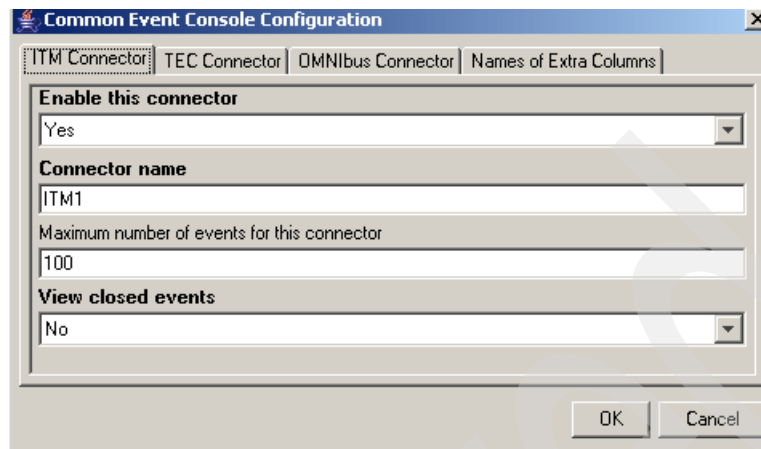 Common Event Console Configuration
ITM Connector TEC Connector OMNIbus Connector Names of Extra Columns
Enable this connector
Yes
Connector name
ITM1
Maximum number of events for this connector
100
View closed events
No
OK Cancel